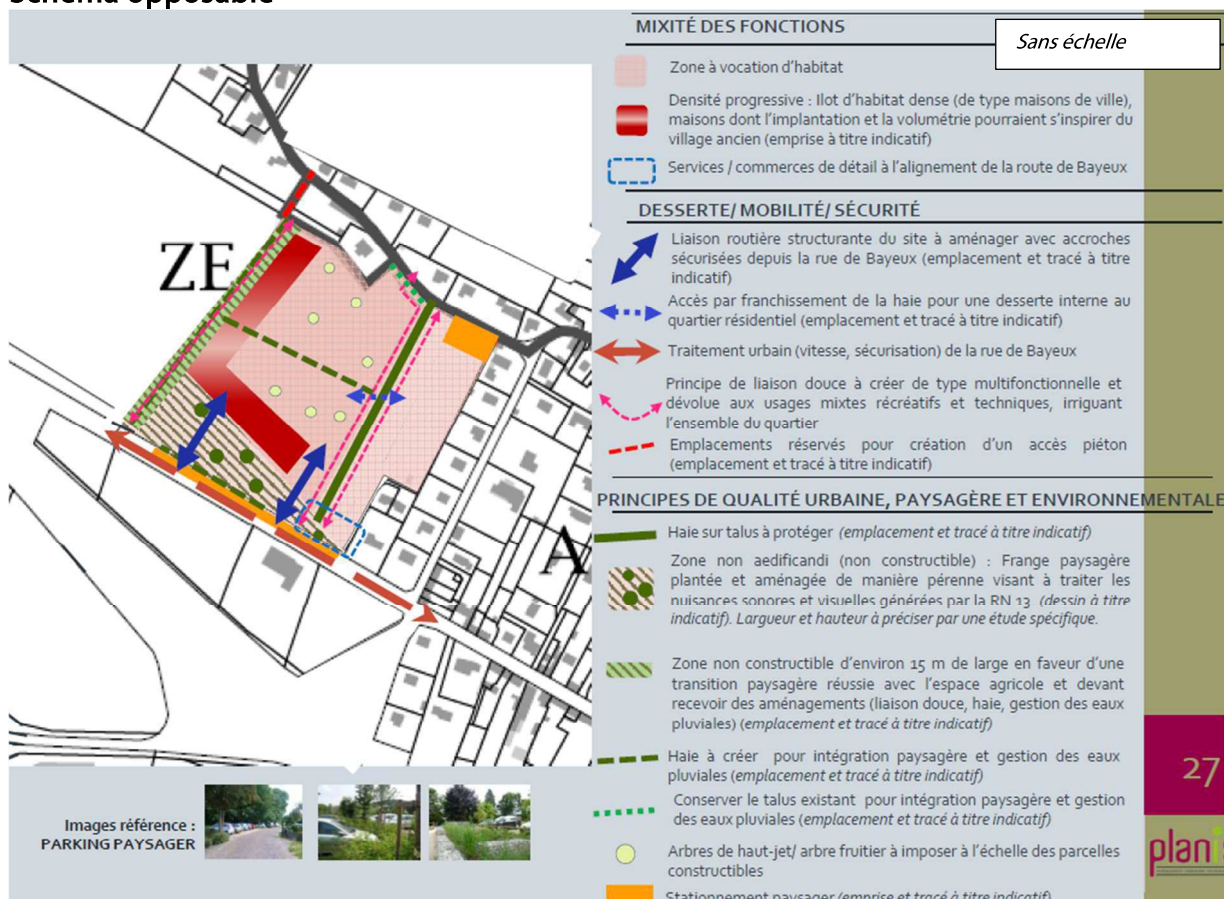 Schéma opposable
MIXITÉ DES FONCTIONS
Sans échelle
Zone à vocation d'habitat
Densité progressive : Ilot d'habitat dense (de type maisons de ville),
maisons dont l'implantation et la volumétrie pourraient s'inspirer du
village ancien (emprise à titre indicatif)
Services / commerces de détail à l'alignement de la route de Bayeux
DESSERTE/ MOBILITÉ/ SÉCURITÉ
Liaison routière structurante du site à aménager avec accroches
sécurisées depuis la rue de Bayeux (emplacement et tracé à titre
indicatif)
Accès par franchissement de la haie pour une desserte interne au
quartier résidentiel (emplacement et tracé à titre indicatif)
Traitement urbain (vitesse, sécurisation) de la rue de Bayeux
Principe de liaison douce à créer de type multifonctionnelle et
dévolue aux usages mixtes récréatifs et techniques, irriguant
l'ensemble du quartier
Emplacements réservés pour création d'un accès piéton
(emplacement et tracé à titre indicatif)
PRINCIPES DE QUALITÉ URBAINE, PAYSAGÈRE ET ENVIRONNEMENTALE
Haie sur talus à protéger (emplacement et tracé à titre indicatif)
Zone non aedificandi (non constructible) : Frange paysagère
plantée et aménagée de manière pérenne visant à traiter les
nuisances sonores et visuelles générées par la RN 13 (dessin à titre
indicatif). Largueur et hauteur à préciser par une étude spécifique.
Zone non constructible d'environ 15 m de large en faveur d'une
transition paysagère réussie avec l'espace agricole et devant
recevoir des aménagements (liaison douce, haie, gestion des eaux
pluviales) (emplacement et tracé à titre indicatif)
Haie à créer pour intégration paysagère et gestion des eaux
pluviales (emplacement et tracé à titre indicatif)
Conserver le talus existant pour intégration paysagère et gestion
des eaux pluviales (emplacement et tracé à titre indicatif)
Arbres de haut-jet/ arbre fruitier à imposer à l'échelle des parcelles
constructibles
Stationnement paysager (emprise et tracé à titre indicatif)
ZE
A
27
Images référence :
PARKING PAYSAGER